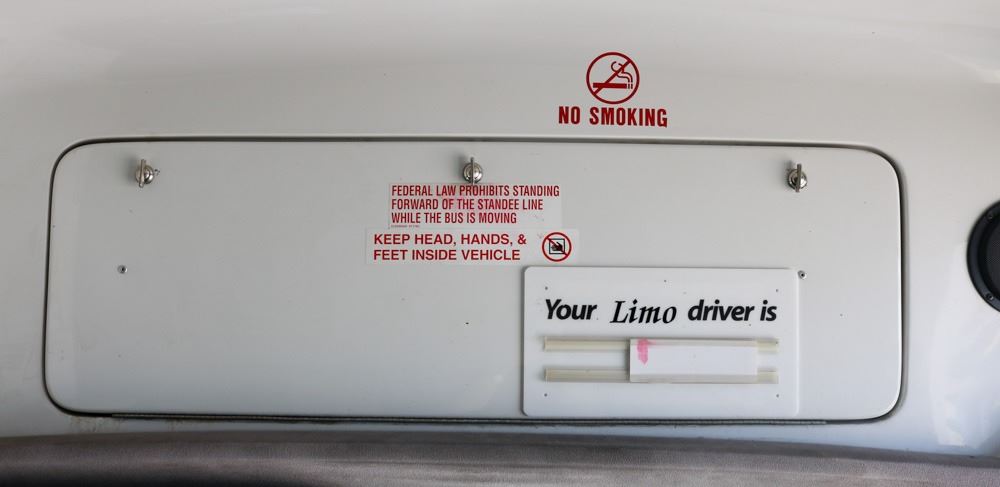 NO SMOKING
FEDERAL LAW PROHIBITS STANDING
FORWARD OF THE STANDEE LINE
WHILE THE BUS IS MOVING
KEEP HEAD, HANDS, &
FEET INSIDE VEHICLE
Your Limo driver is